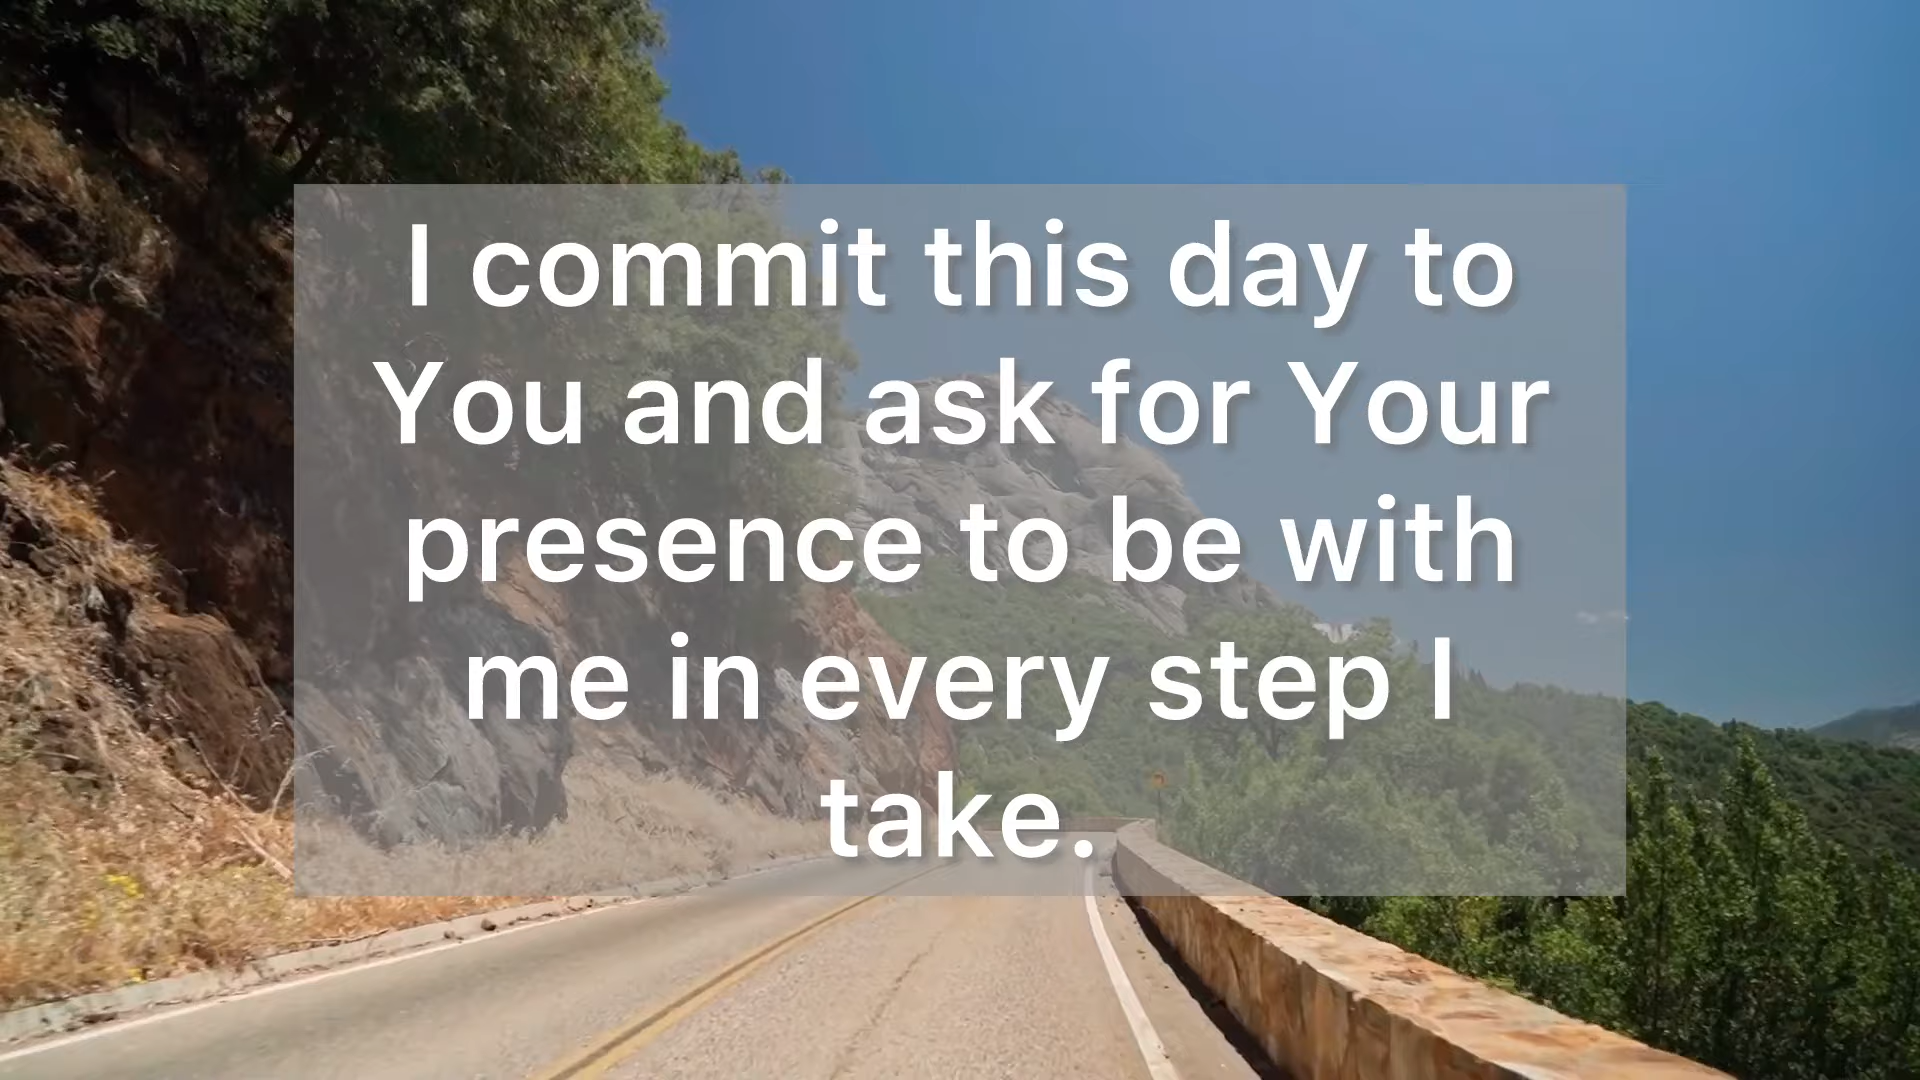 I commit this day to
You and ask for Your
presence to be with
me in every step I
take.